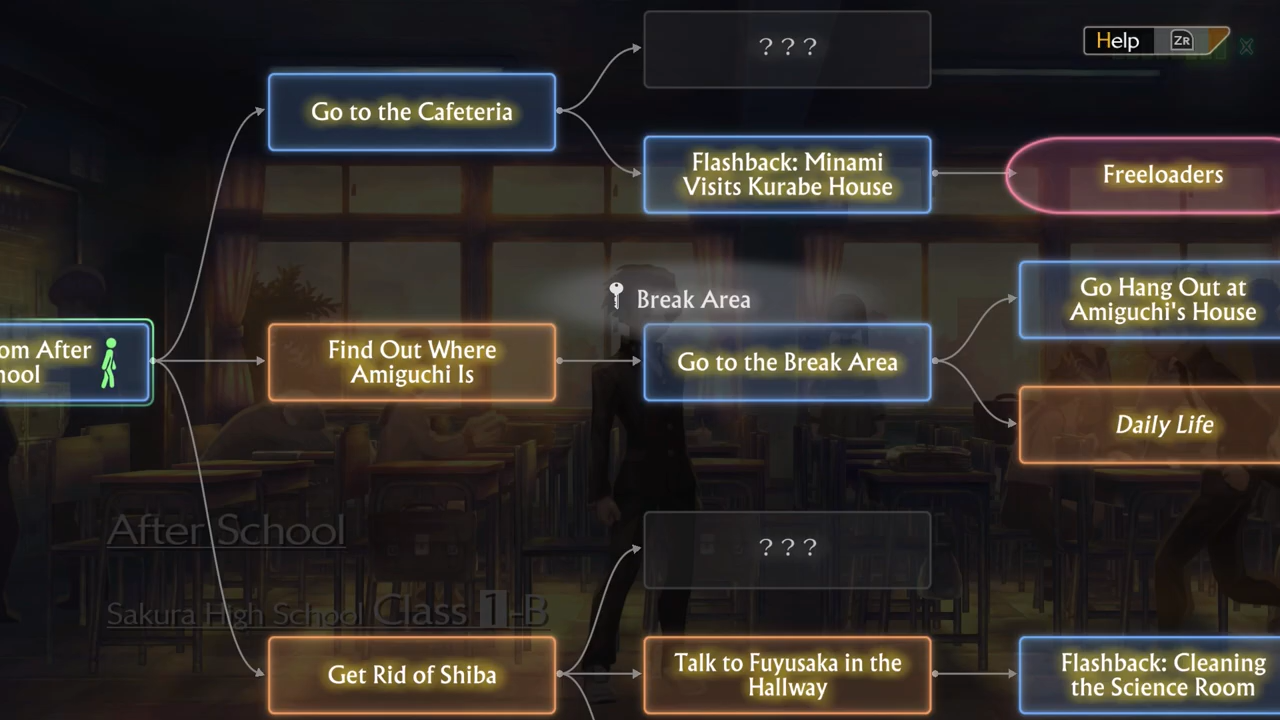 ? ? ?
Help ZR
Go to the Cafeteria
Flashback: Minami
Visits Kurabe House
Freeloaders
Break Area
Go Hang Out at
Amiguchi's House
om After
hool
Find Out Where
Amiguchi Is
Go to the Break Area
Daily Life
After School
? ? ?
Sakura High School Class 1-B
Get Rid of Shiba
Talk to Fuyusaka in the
Hallway
Flashback: Cleaning
the Science Room